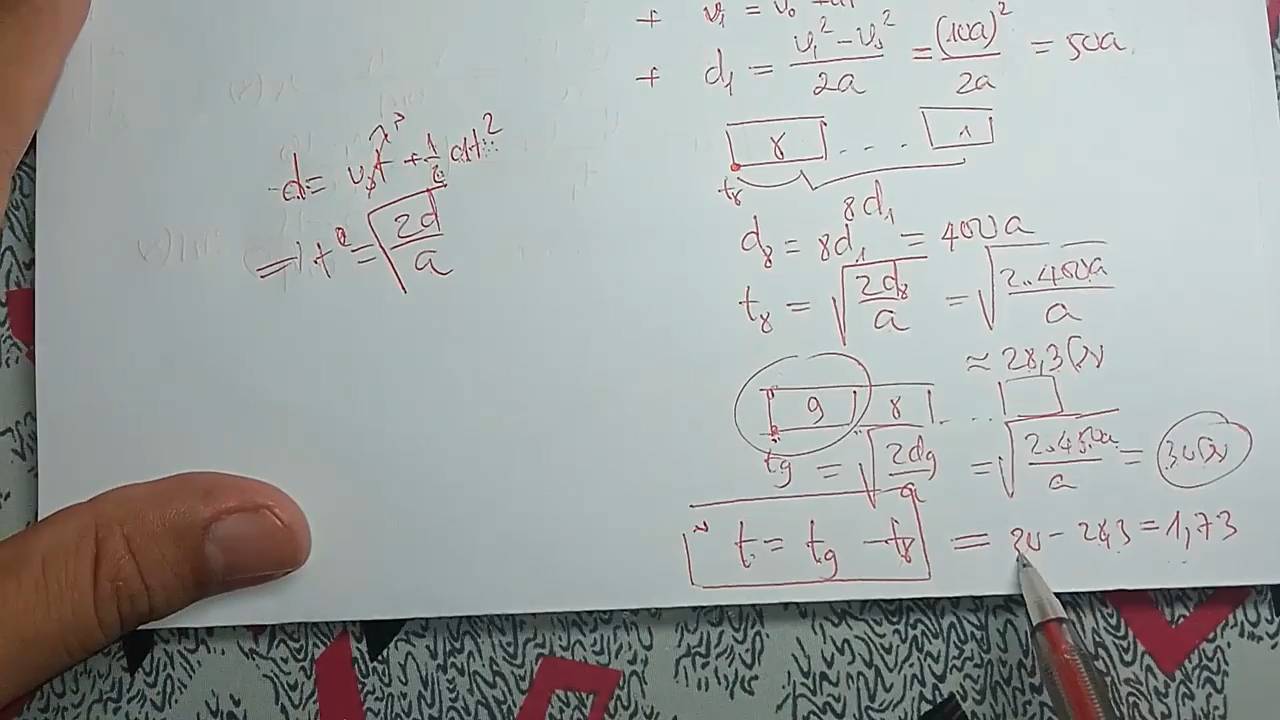 + v₁ = v₀ + at
+ d₁ = (v₁² − v₀²)/2a = (10a)²/2a = 50a
8 . . . 1
t₈
8d₁
d₈ = 8d₁ = 400a
t₈ = √(2d₈/a) = √(2.400a/a)
≈ 28,3 (s)
9 8 . . .
t₉ = √(2d₉/a) = √(2.450a/a) = 30(s)
t = t₉ − t₈ = 30 − 28,3 = 1,73
d = v₀t + ½ at²
⇒ t = √(2d/a)